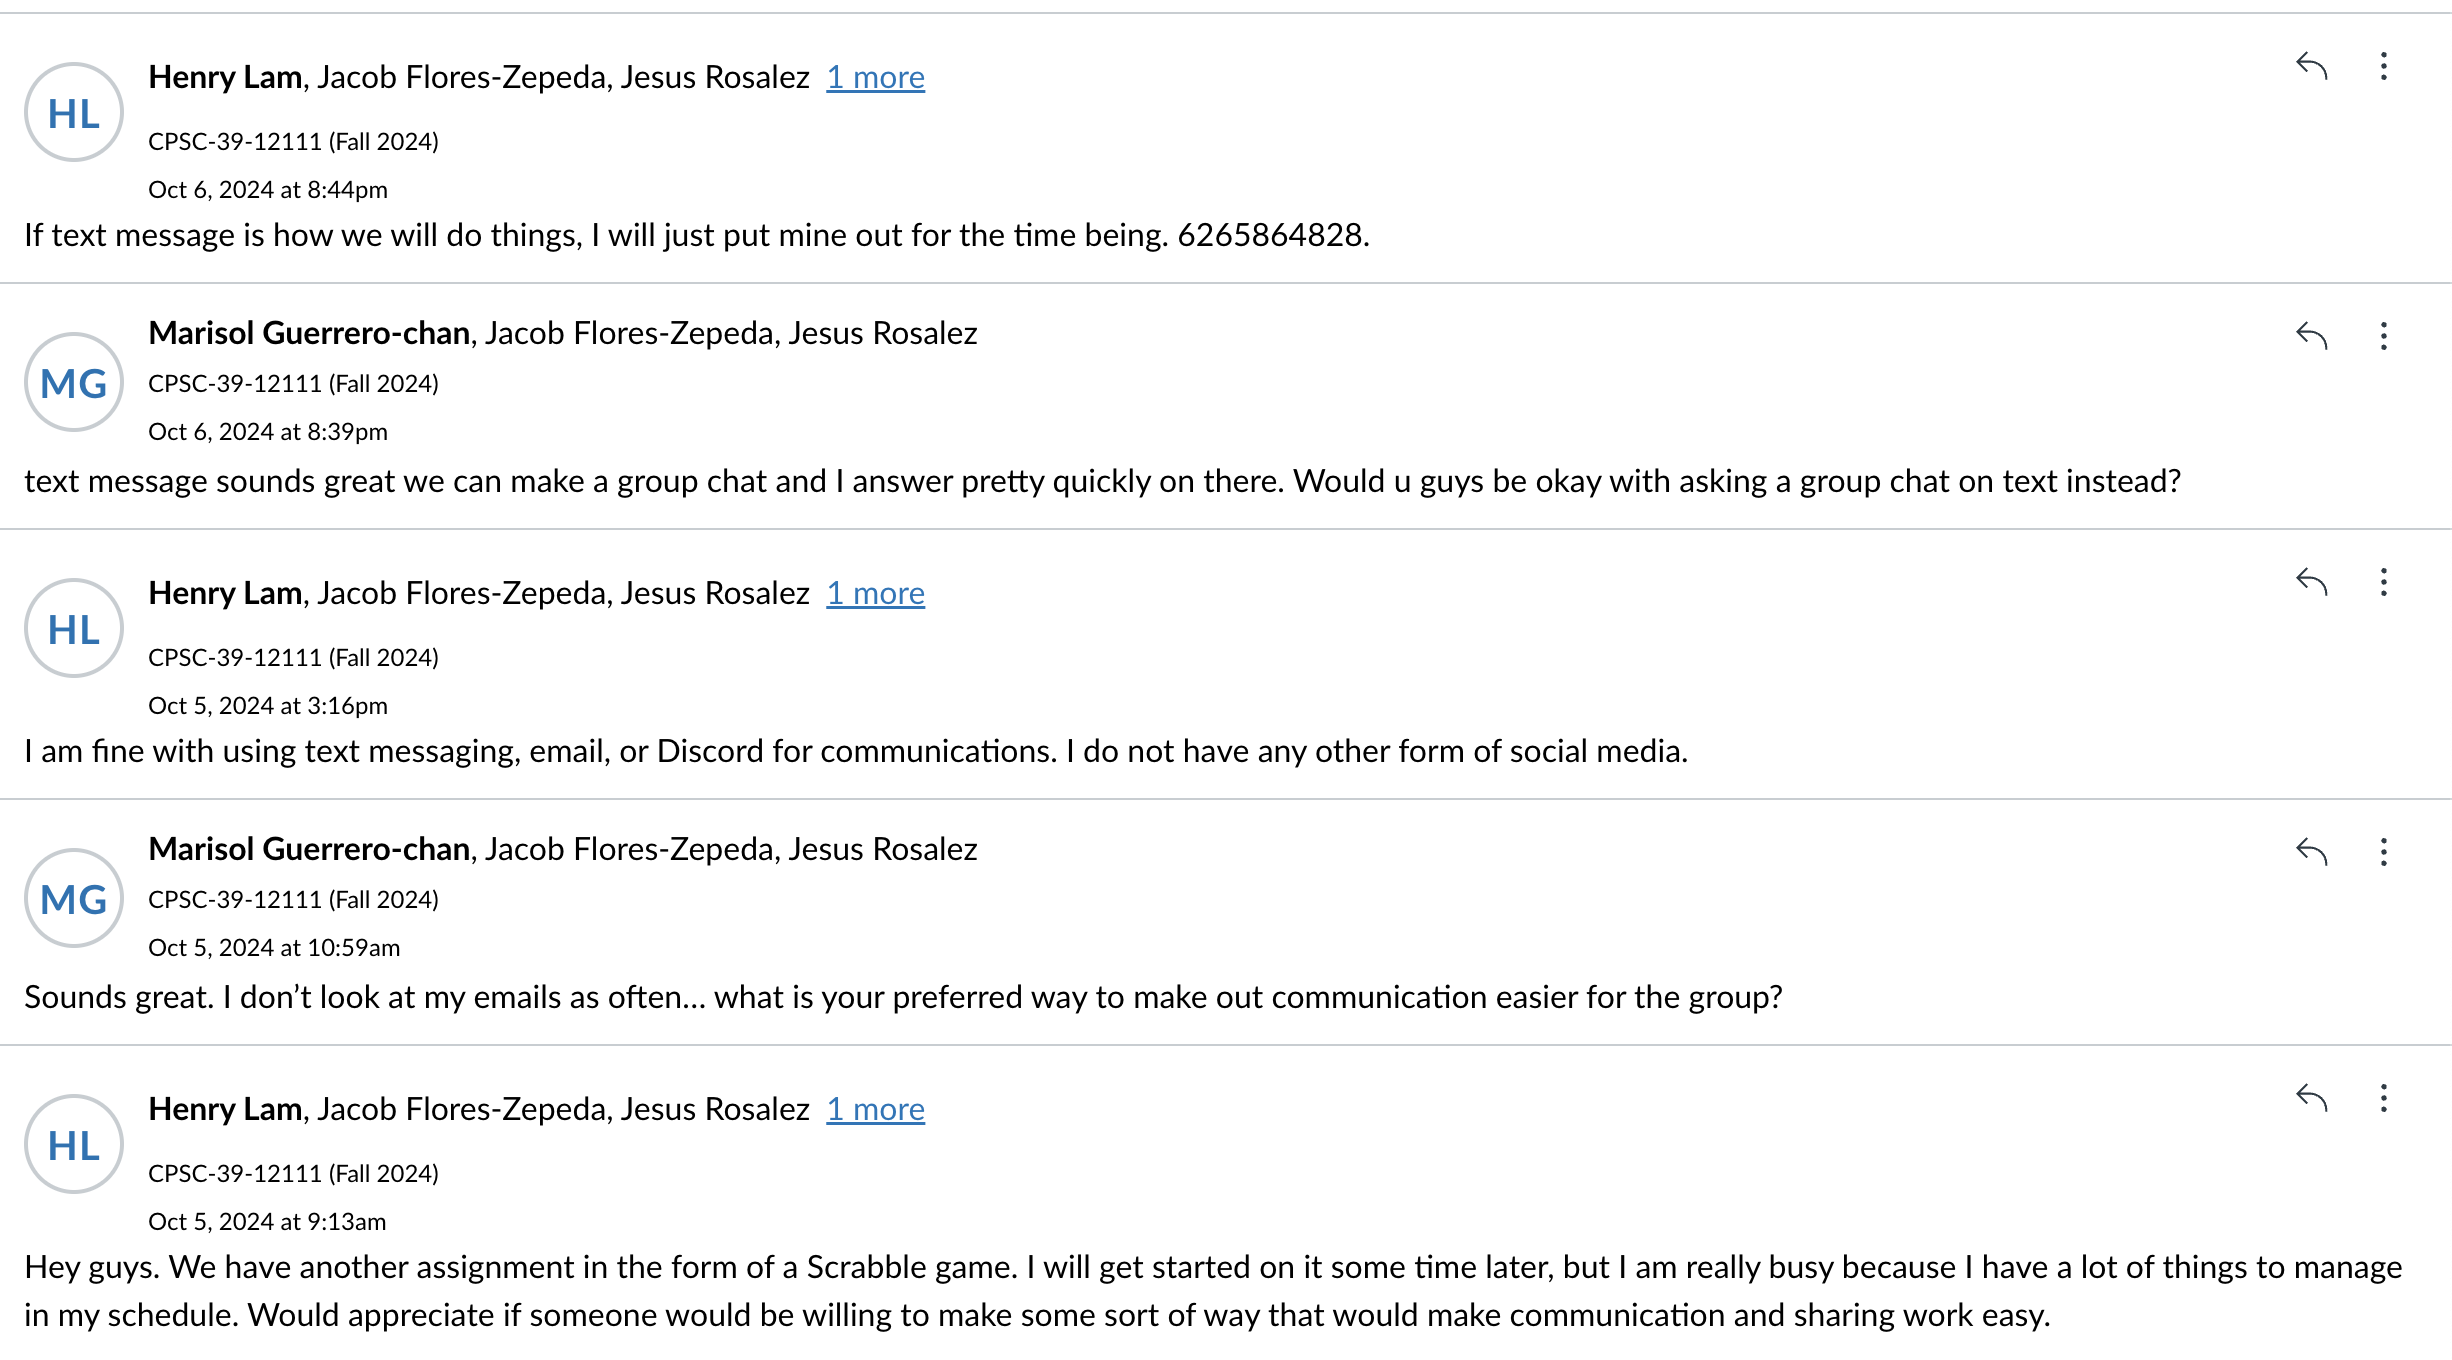 HL
Henry Lam, Jacob Flores-Zepeda, Jesus Rosalez 1 more
CPSC-39-12111 (Fall 2024)
Oct 6, 2024 at 8:44pm
If text message is how we will do things, I will just put mine out for the time being. 6265864828.
MG
Marisol Guerrero-chan, Jacob Flores-Zepeda, Jesus Rosalez
CPSC-39-12111 (Fall 2024)
Oct 6, 2024 at 8:39pm
text message sounds great we can make a group chat and I answer pretty quickly on there. Would u guys be okay with asking a group chat on text instead?
HL
Henry Lam, Jacob Flores-Zepeda, Jesus Rosalez 1 more
CPSC-39-12111 (Fall 2024)
Oct 5, 2024 at 3:16pm
I am fine with using text messaging, email, or Discord for communications. I do not have any other form of social media.
MG
Marisol Guerrero-chan, Jacob Flores-Zepeda, Jesus Rosalez
CPSC-39-12111 (Fall 2024)
Oct 5, 2024 at 10:59am
Sounds great. I don’t look at my emails as often... what is your preferred way to make out communication easier for the group?
HL
Henry Lam, Jacob Flores-Zepeda, Jesus Rosalez 1 more
CPSC-39-12111 (Fall 2024)
Oct 5, 2024 at 9:13am
Hey guys. We have another assignment in the form of a Scrabble game. I will get started on it some time later, but I am really busy because I have a lot of things to manage
in my schedule. Would appreciate if someone would be willing to make some sort of way that would make communication and sharing work easy.